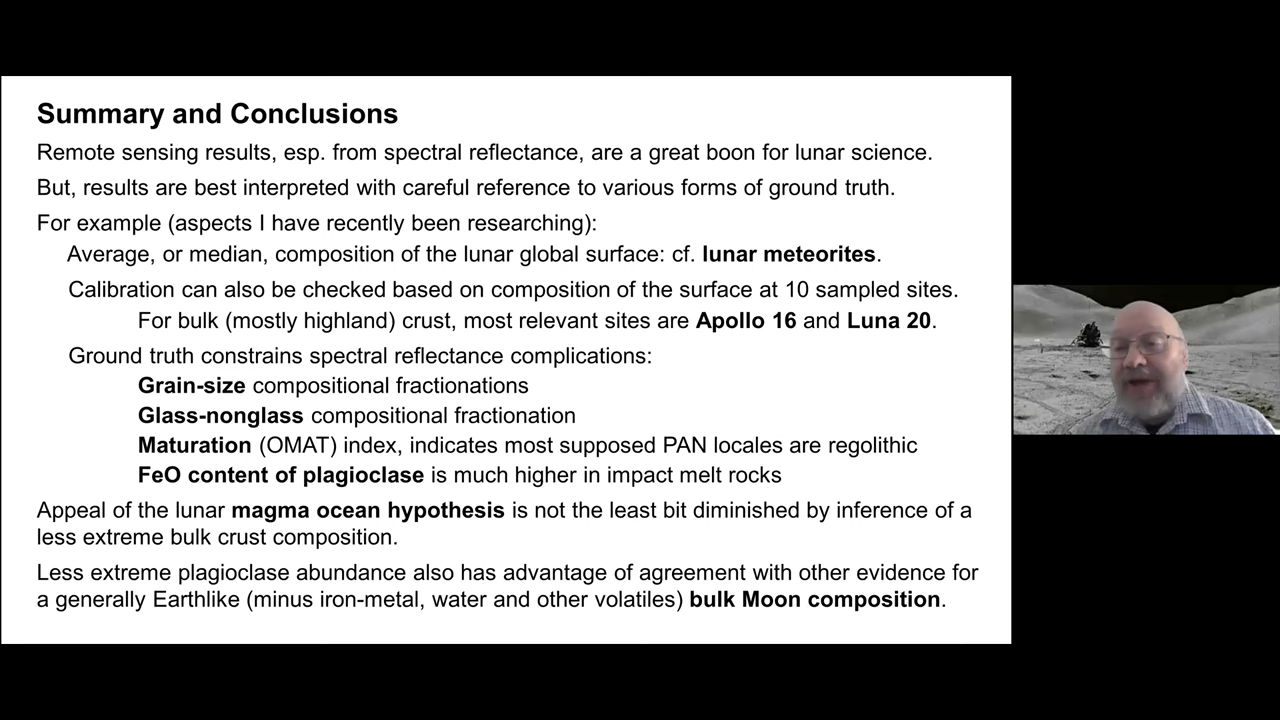 Summary and Conclusions
Remote sensing results, esp. from spectral reflectance, are a great boon for lunar science.
But, results are best interpreted with careful reference to various forms of ground truth.
For example (aspects I have recently been researching):
Average, or median, composition of the lunar global surface: cf. lunar meteorites.
Calibration can also be checked based on composition of the surface at 10 sampled sites.
For bulk (mostly highland) crust, most relevant sites are Apollo 16 and Luna 20.
Ground truth constrains spectral reflectance complications:
Grain-size compositional fractionations
Glass-nonglass compositional fractionation
Maturation (OMAT) index, indicates most supposed PAN locales are regolithic
FeO content of plagioclase is much higher in impact melt rocks
Appeal of the lunar magma ocean hypothesis is not the least bit diminished by inference of a
less extreme bulk crust composition.
Less extreme plagioclase abundance also has advantage of agreement with other evidence for
a generally Earthlike (minus iron-metal, water and other volatiles) bulk Moon composition.